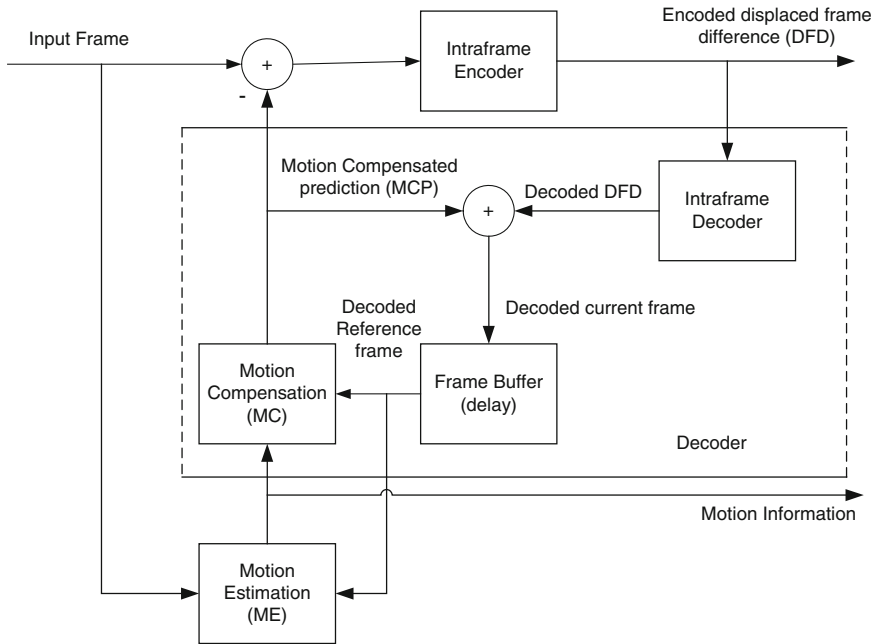 Input Frame
Encoded displaced frame
difference (DFD)
+
-
Intraframe
Encoder
Motion Compensated
prediction (MCP)
+
Decoded DFD
Intraframe
Decoder
Decoded current frame
Decoded
Reference
frame
Motion
Compensation
(MC)
Frame Buffer
(delay)
Decoder
Motion Information
Motion
Estimation
(ME)